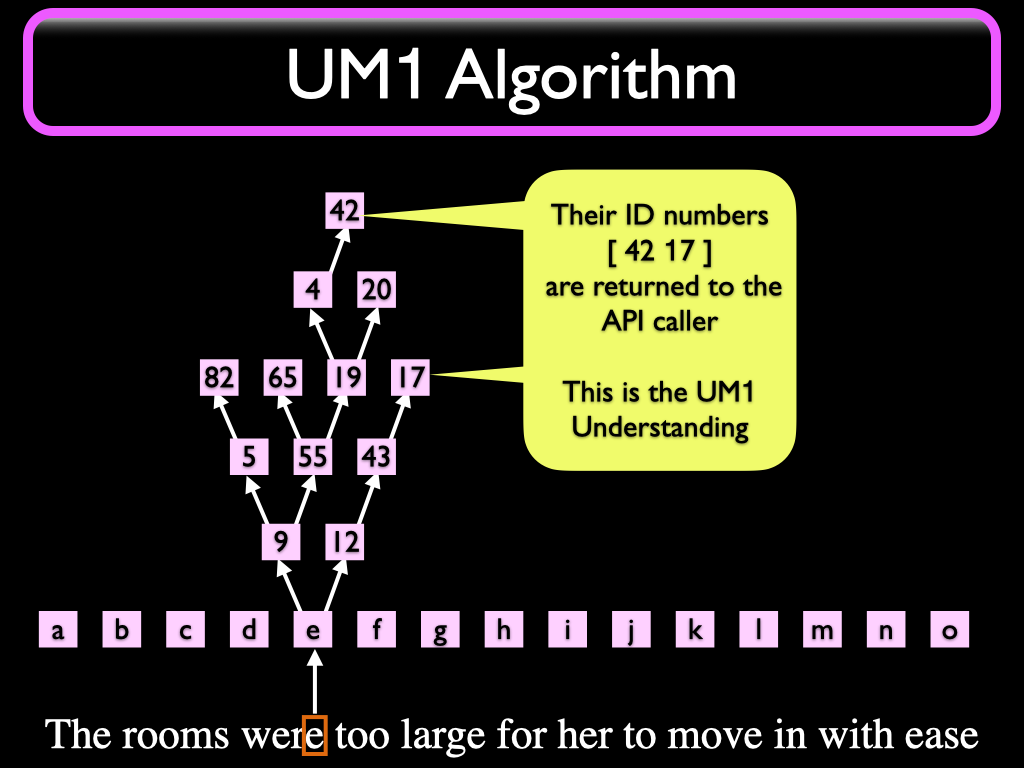 UM1 Algorithm
42
Their ID numbers
[ 42 17 ]
are returned to the
API caller
This is the UM1
Understanding
4 20
82 65 19 17
5 55 43
9 12
a b c d e f g h i j k l m n o
The rooms were too large for her to move in with ease